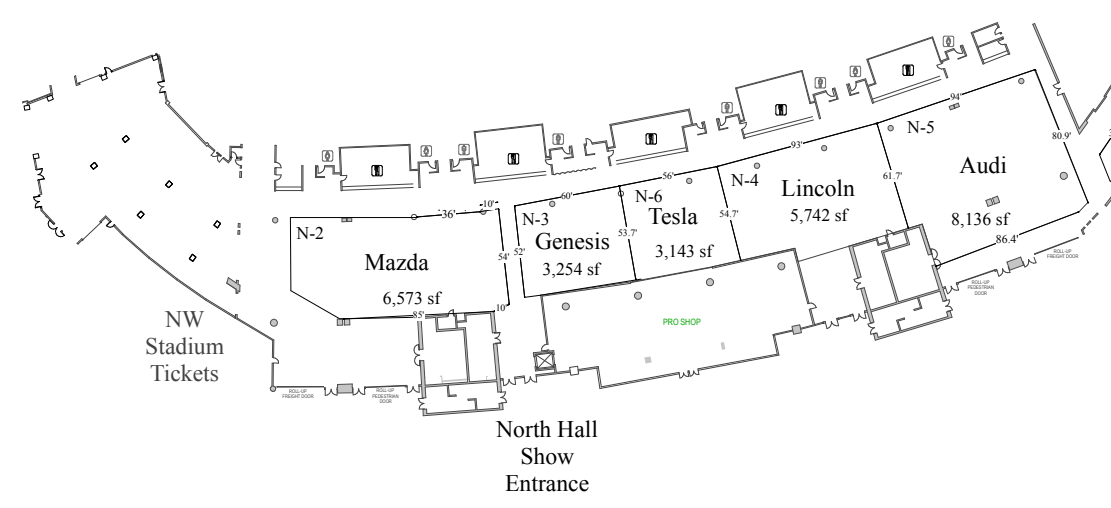 94'
N-5
80.9'
93'
Audi
N-4
Lincoln
61.7'
56'
N-6
Tesla
5,742 sf
8,136 sf
60'
54.7'
86.4'
10'
36'
N-3
Genesis
53.7'
3,143 sf
N-2
52'
3,254 sf
54'
Mazda
6,573 sf
10'
85'
ROLL-UP
FREIGHT DOOR
ROLL-UP
PEDESTRIAN
DOOR
PRO SHOP
NW
Stadium
Tickets
ROLL-UP
FREIGHT DOOR
ROLL-UP
PEDESTRIAN
DOOR
North Hall
Show
Entrance